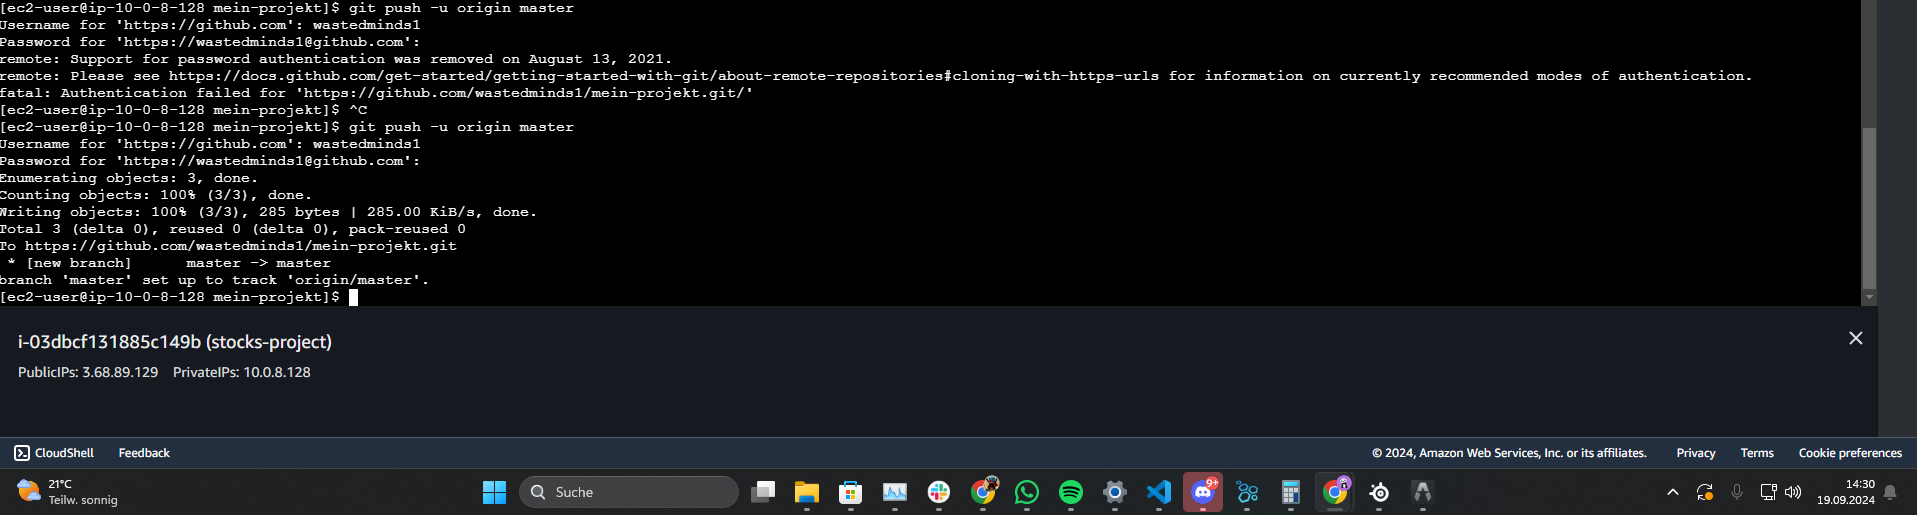 [ec2-user@ip-10-0-8-128 mein-projekt]$ git push -u origin master
Username for 'https://github.com': wastedminds1
Password for 'https://wastedminds1@github.com':
remote: Support for password authentication was removed on August 13, 2021.
remote: Please see https://docs.github.com/get-started/getting-started-with-git/about-remote-repositories#cloning-with-https-urls for information on currently recommended modes of authentication.
fatal: Authentication failed for 'https://github.com/wastedminds1/mein-projekt.git/'
[ec2-user@ip-10-0-8-128 mein-projekt]$ ^C
[ec2-user@ip-10-0-8-128 mein-projekt]$ git push -u origin master
Username for 'https://github.com': wastedminds1
Password for 'https://wastedminds1@github.com':
Enumerating objects: 3, done.
Counting objects: 100% (3/3), done.
Writing objects: 100% (3/3), 285 bytes | 285.00 KiB/s, done.
Total 3 (delta 0), reused 0 (delta 0), pack-reused 0
To https://github.com/wastedminds1/mein-projekt.git
 * [new branch]      master -> master
branch 'master' set up to track 'origin/master'.
[ec2-user@ip-10-0-8-128 mein-projekt]$
i-03dbcf131885c149b (stocks-project)
PublicIPs: 3.68.89.129 PrivateIPs: 10.0.8.128
CloudShell Feedback © 2024, Amazon Web Services, Inc. or its affiliates. Privacy Terms Cookie preferences
21°C
Teilw. sonnig
Suche
9+
14:30
19.09.2024